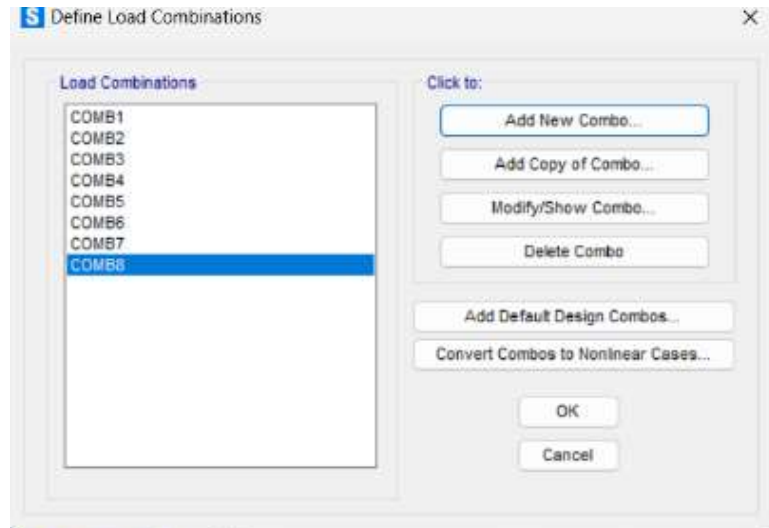 S Define Load Combinations
Load Combinations
COMB1
COMB2
COMB3
COMB4
COMB5
COMB6
COMB7
COMB8
Click to:
Add New Combo...
Add Copy of Combo...
Modify/Show Combo...
Delete Combo
Add Default Design Combos...
Convert Combos to Nonlinear Cases...
OK
Cancel